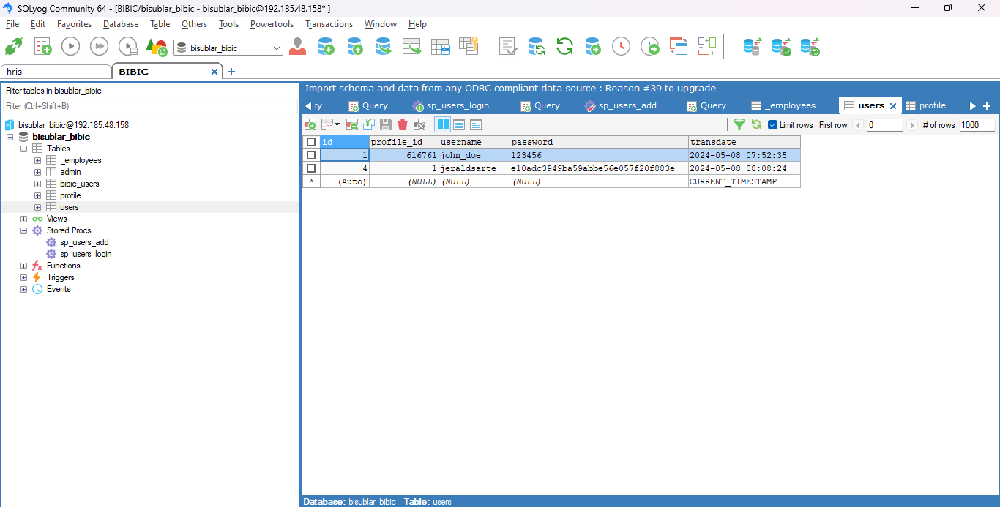 SQLyog Community 64 - [BIBIC/bisublar_bibic - bisublar_bibic@192.185.48.158* ]
File Edit Favorites Database Table Others Tools Powertools Transactions Window Help
bisublar_bibic
hris BIBIC
Filter tables in bisublar_bibic
Filter (Ctrl+Shift+B)
bisublar_bibic@192.185.48.158
bisublar_bibic
Tables
_employees
admin
bibic_users
profile
users
Views
Stored Procs
sp_users_add
sp_users_login
Functions
Triggers
Events
Import schema and data from any ODBC compliant data source : Reason #39 to upgrade
ry Query sp_users_login Query sp_users_add Query _employees users profile
Limit rows First row 0 # of rows 1000
id profile_id username password transdate
1 616761 john_doe 123456 2024-05-08 07:52:35
4 1 jeraldsarte e10adc3949ba59abbe56e057f20f883e 2024-05-08 08:08:24
* (Auto) (NULL) (NULL) (NULL) CURRENT_TIMESTAMP
Database: bisublar_bibic Table: users